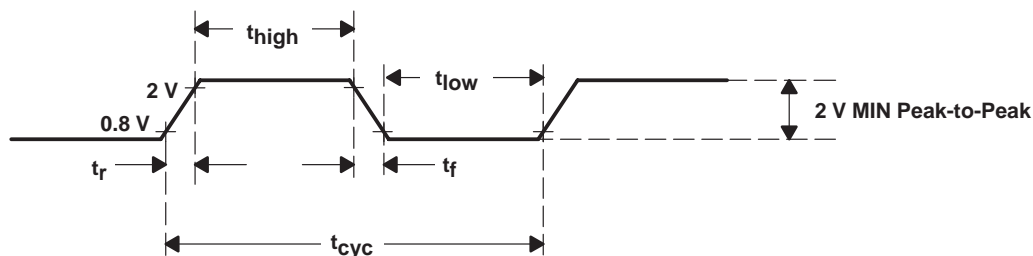 thigh
2 V
tlow
2 V MIN Peak-to-Peak
0.8 V
tr
tf
tcyc